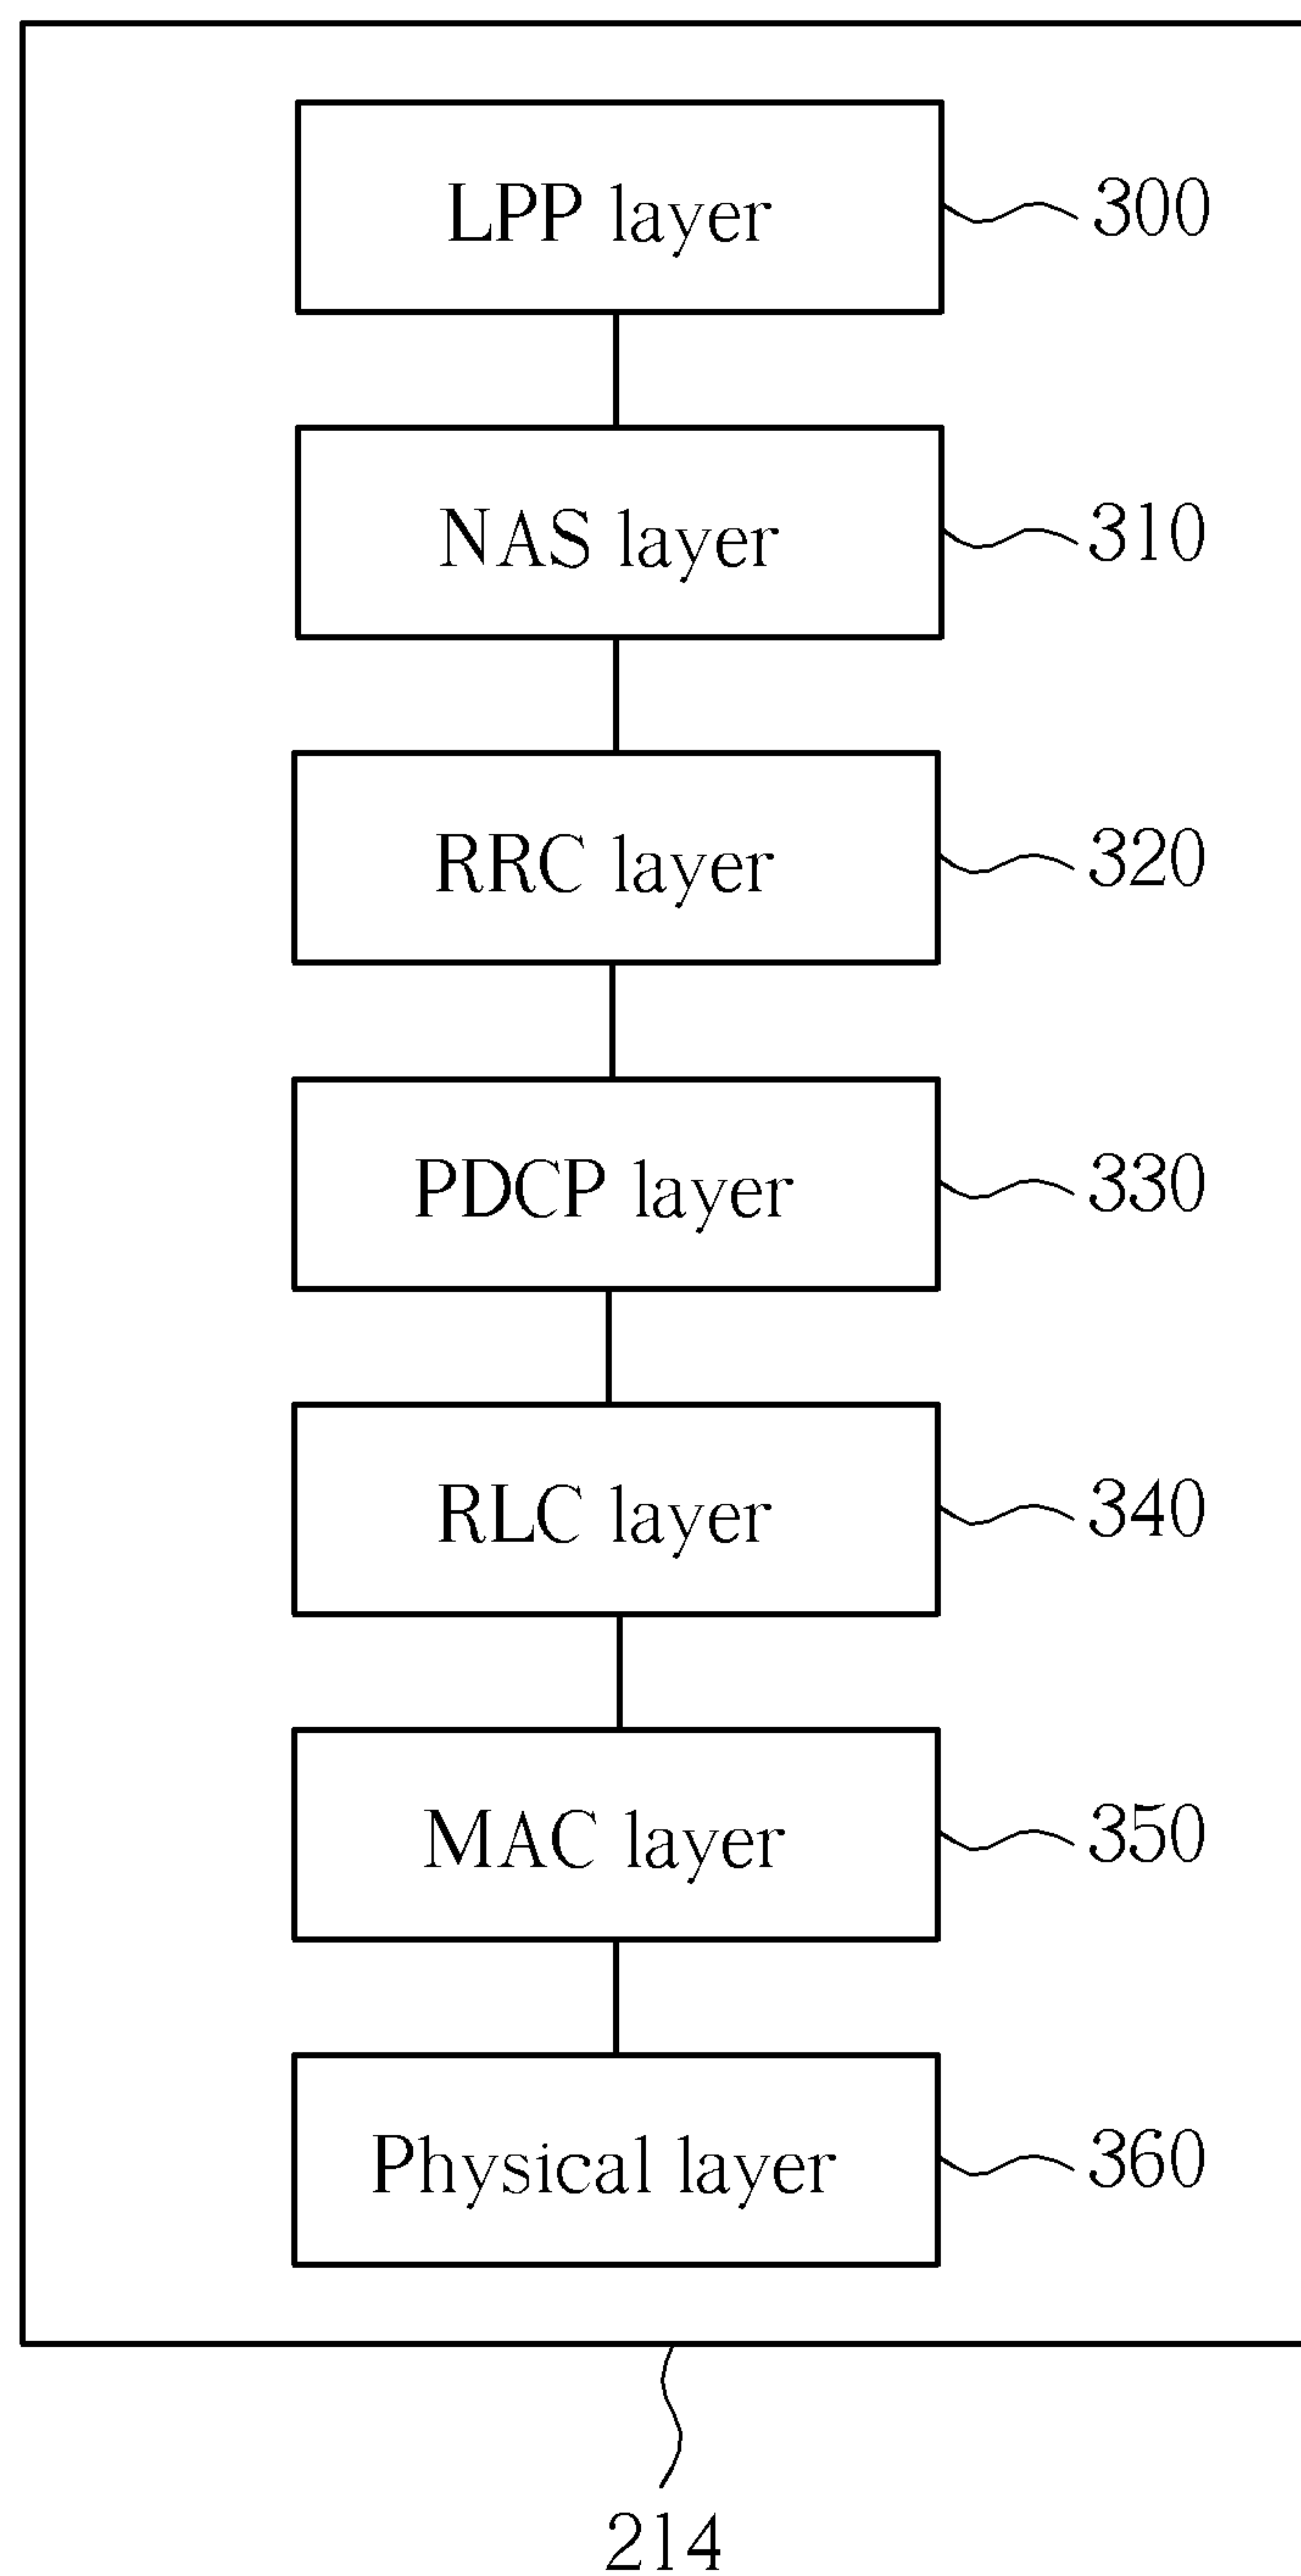 LPP layer
300
NAS layer
310
RRC layer
320
PDCP layer
330
RLC layer
340
MAC layer
350
Physical layer
360
214